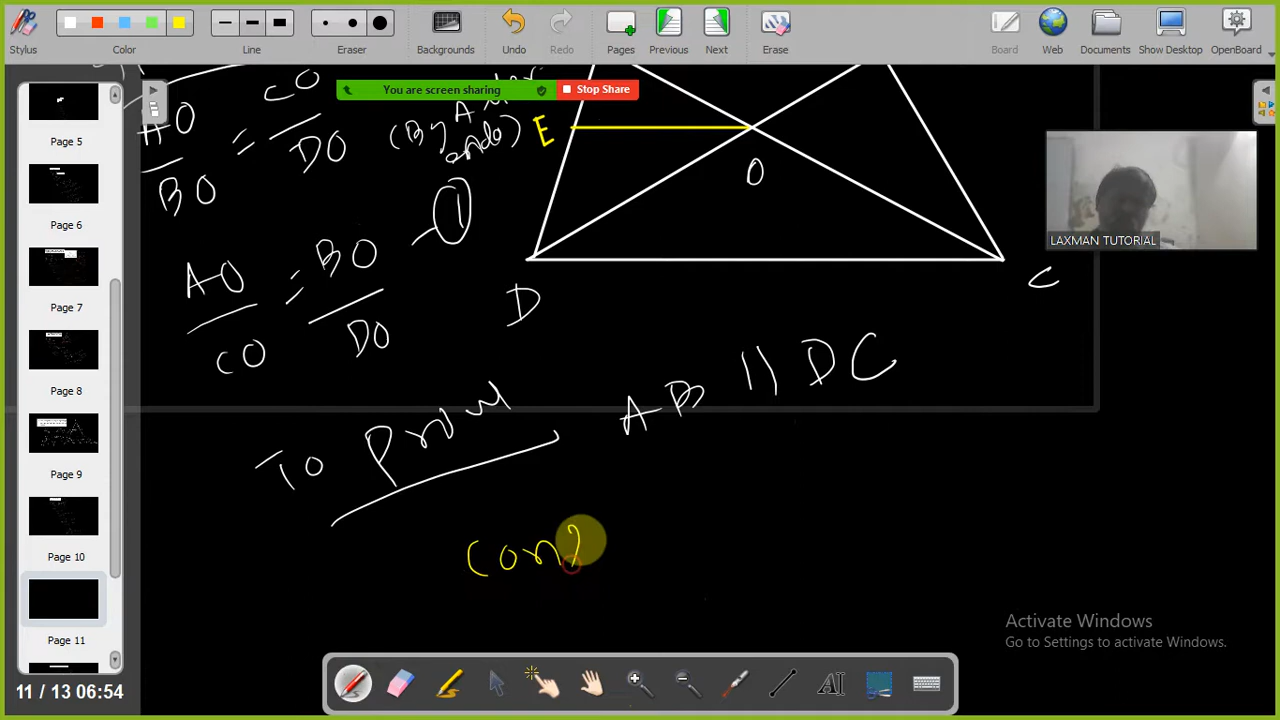 Stylus
Color
Line
Eraser
Backgrounds
Undo
Redo
Pages
Previous
Next
Erase
Board
Web
Documents
Show Desktop
OpenBoard
You are screen sharing
Stop Share
Page 5
Page 6
Page 7
Page 8
Page 9
Page 10
Page 11
11 / 13 06:54
AO/BO = CO/DO
(By
E
O
1
AO/CO = BO/DO
D
C
To Prove AB || DC
Con
LAXMAN TUTORIAL
Activate Windows
Go to Settings to activate Windows.